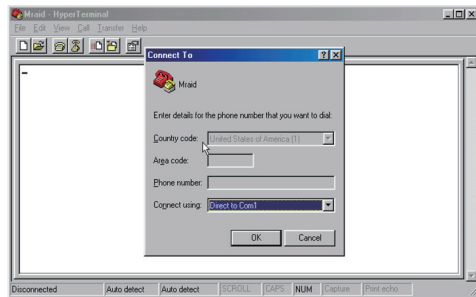 Mraid - HyperTerminal
File Edit View Call Transfer Help
Connect To
Mraid
Enter details for the phone number that you want to dial:
Country code: United States of America (1)
Area code:
Phone number:
Connect using: Direct to Com1
OK Cancel
Disconnected Auto detect Auto detect SCROLL CAPS NUM Capture Print echo